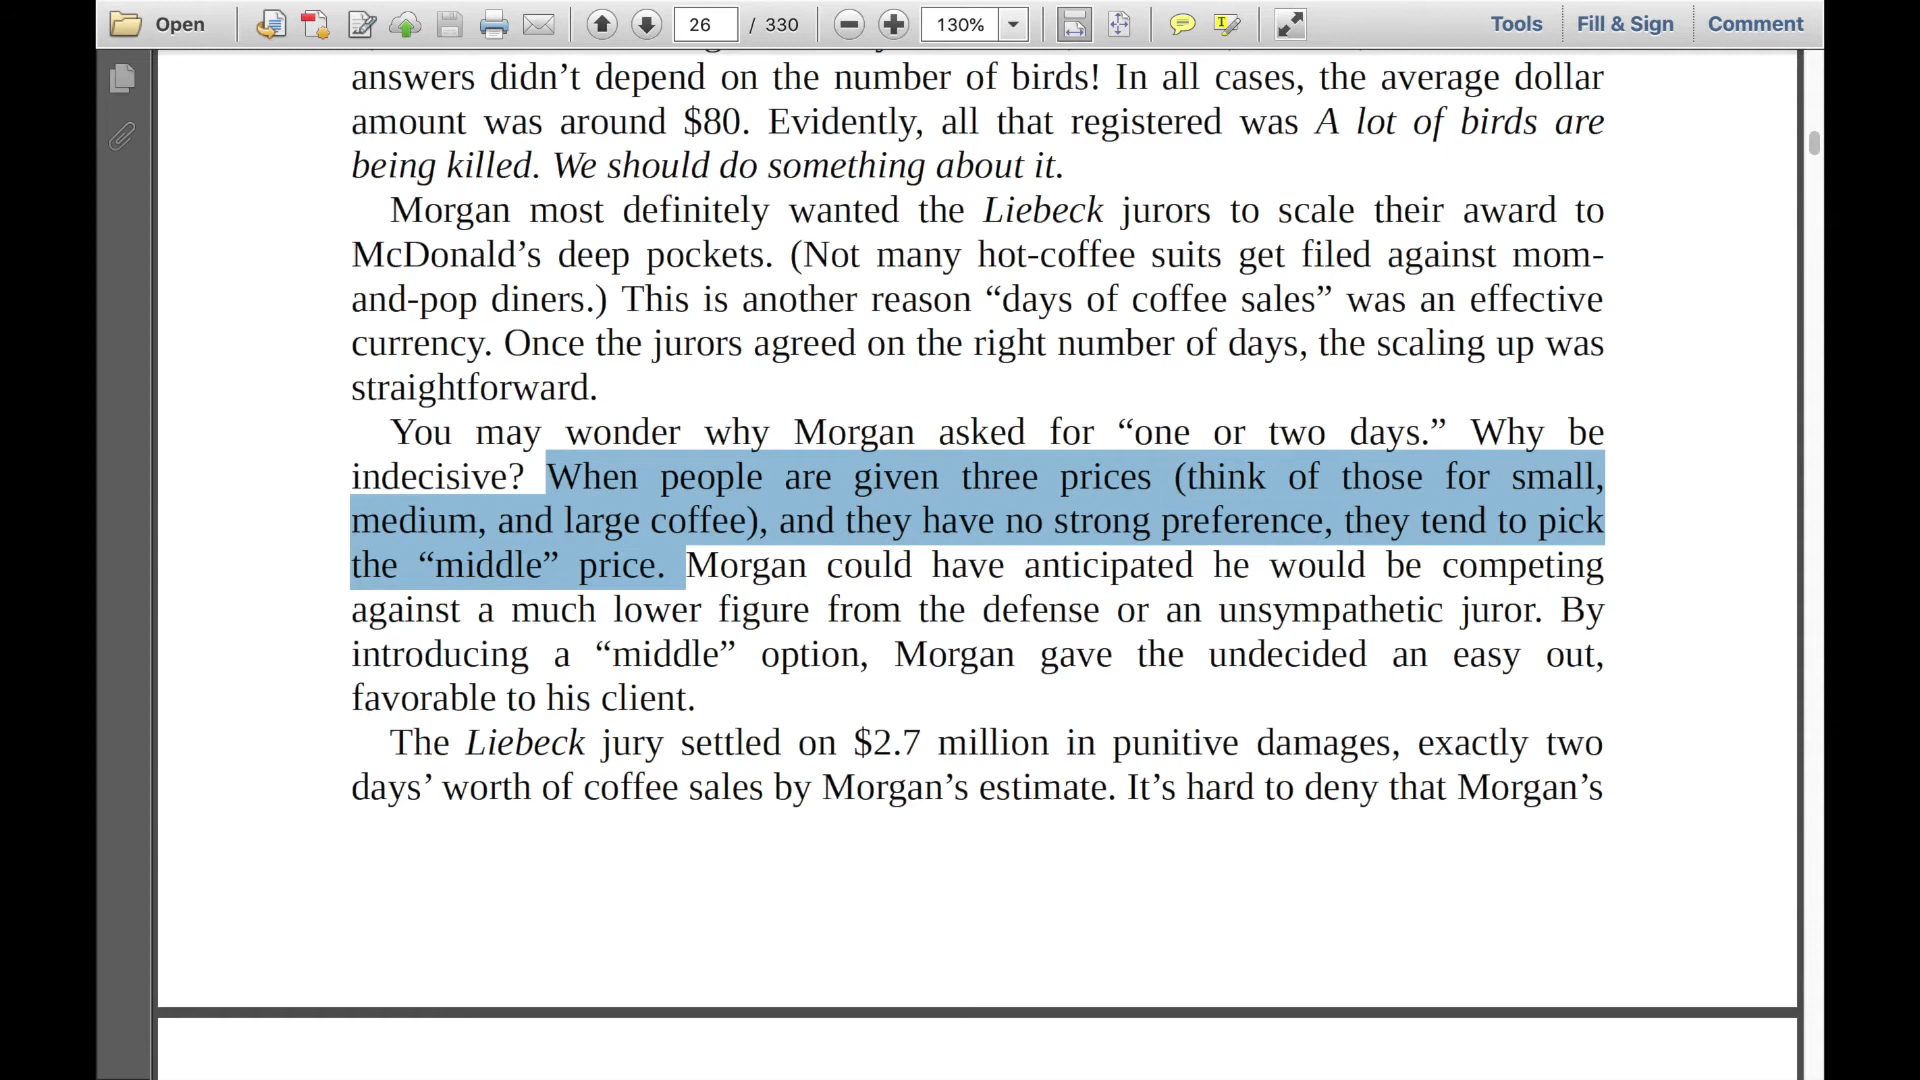 Open
26 / 330
130%
Tools
Fill & Sign
Comment
answers didn’t depend on the number of birds! In all cases, the average dollar
amount was around $80. Evidently, all that registered was A lot of birds are
being killed. We should do something about it.
Morgan most definitely wanted the Liebeck jurors to scale their award to
McDonald’s deep pockets. (Not many hot-coffee suits get filed against mom-
and-pop diners.) This is another reason “days of coffee sales” was an effective
currency. Once the jurors agreed on the right number of days, the scaling up was
straightforward.
You may wonder why Morgan asked for “one or two days.” Why be
indecisive? When people are given three prices (think of those for small,
medium, and large coffee), and they have no strong preference, they tend to pick
the “middle” price. Morgan could have anticipated he would be competing
against a much lower figure from the defense or an unsympathetic juror. By
introducing a “middle” option, Morgan gave the undecided an easy out,
favorable to his client.
The Liebeck jury settled on $2.7 million in punitive damages, exactly two
days’ worth of coffee sales by Morgan’s estimate. It’s hard to deny that Morgan’s